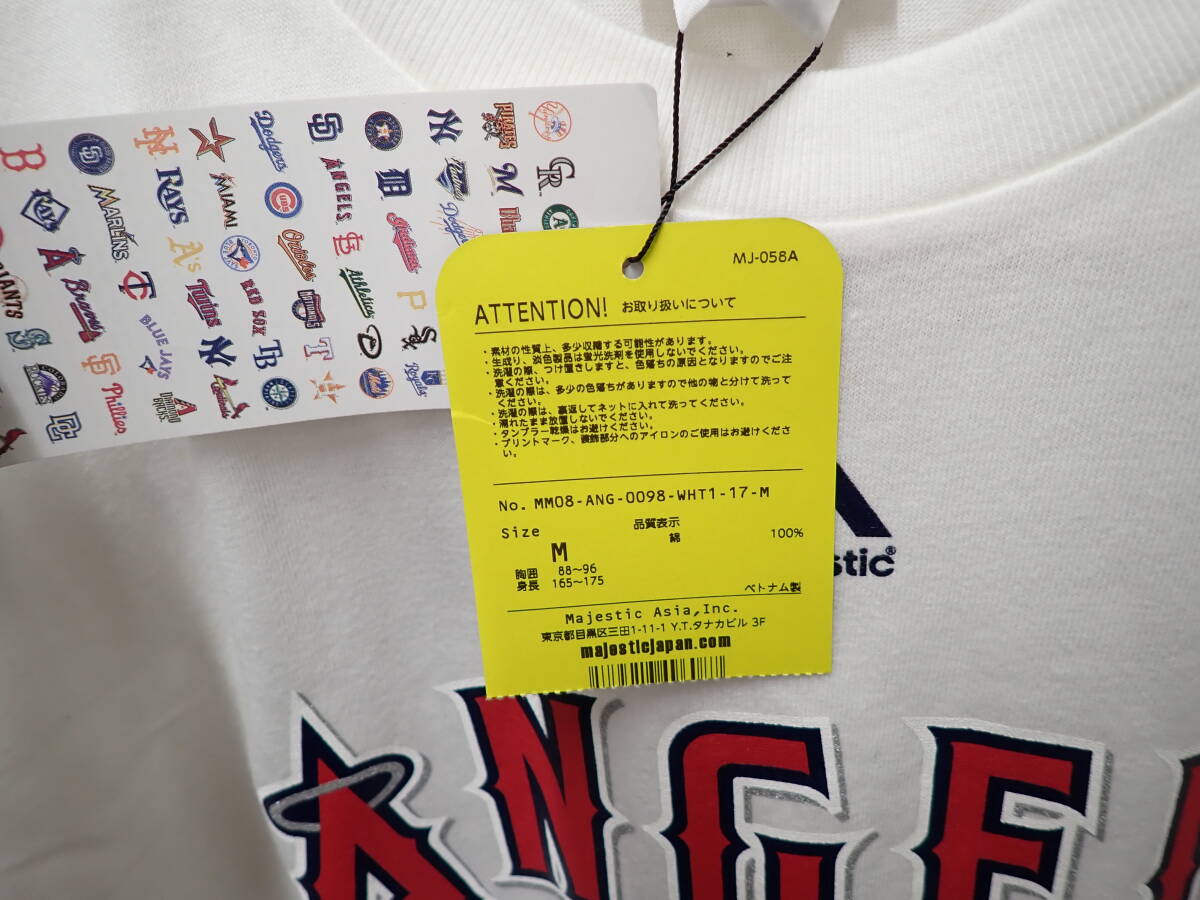 PIRATES
Dodgers
SD
NY
ANGELS
Padres
M
CR
B
RAYS
MIAMI
CUBS
D
Indians
Dodgers
A
MARLINS
A's
Orioles
Athletics
P
GIANTS
A
Braves
Twins
RED SOX
NATIONALS
BLUE JAYS
NY
TB
T
Royals
Phillies
MJ-058A
ATTENTION! お取り扱いについて
・素材の性質上、多少収縮する可能性があります。
・生成り、淡色製品は蛍光洗剤を使用しないでください。
・洗濯の際、つけ置きしますと、色落ちの原因となりますのでご注
意ください。
・洗濯の際は、多少の色落ちがありますので他の物と分けて洗って
ください。
・洗濯の際は、裏返してネットに入れて洗ってください。
・濡れたまま放置しないでください。
・タンブラー乾燥はお避けください。
・プリントマーク、装飾部分へのアイロンのご使用はお避けくださ
い。
No. MM08-ANG-0098-WHT1-17-M
Size 品質表示
綿 100%
M
胸囲 88～96
身長 165～175
ベトナム製
Majestic Asia,Inc.
東京都目黒区三田1-11-1 Y.T.タナカビル 3F
majesticjapan.com
stic®
ANGE